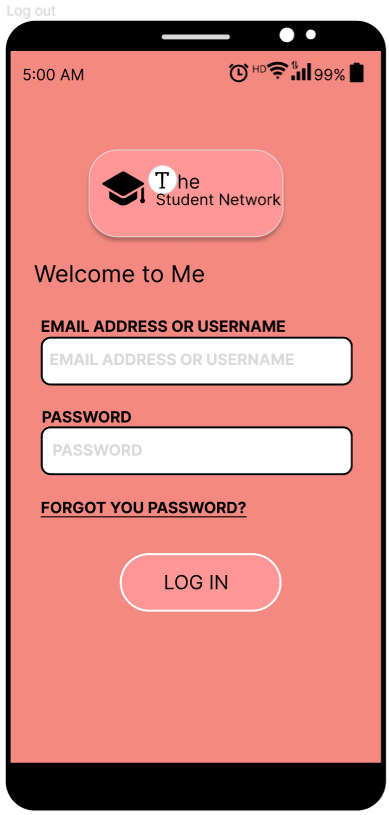 Log out
5:00 AM HD 99%
The
Student Network
Welcome to Me
EMAIL ADDRESS OR USERNAME
EMAIL ADDRESS OR USERNAME
PASSWORD
PASSWORD
FORGOT YOU PASSWORD?
LOG IN